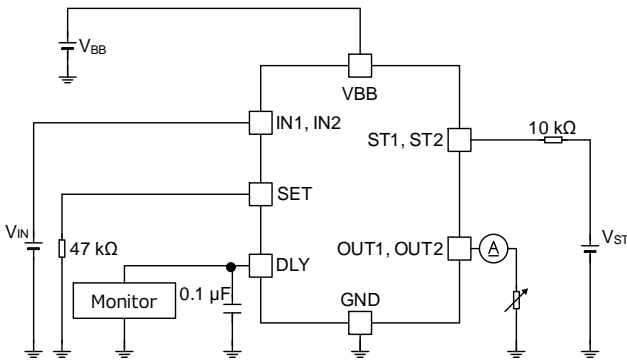 VBB
VBB
IN1, IN2
ST1, ST2
10 kΩ
SET
VIN
47 kΩ
OUT1, OUT2
A
VST
DLY
Monitor
0.1 µF
GND